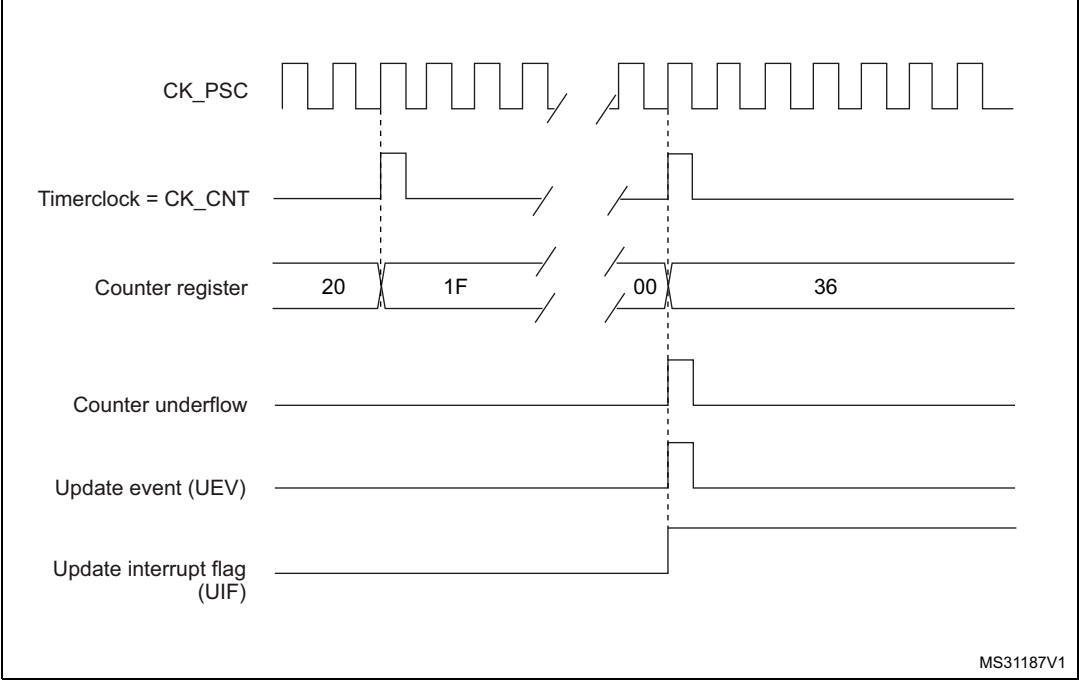 CK_PSC
Timerclock = CK_CNT
Counter register
20
1F
00
36
Counter underflow
Update event (UEV)
Update interrupt flag
(UIF)
MS31187V1